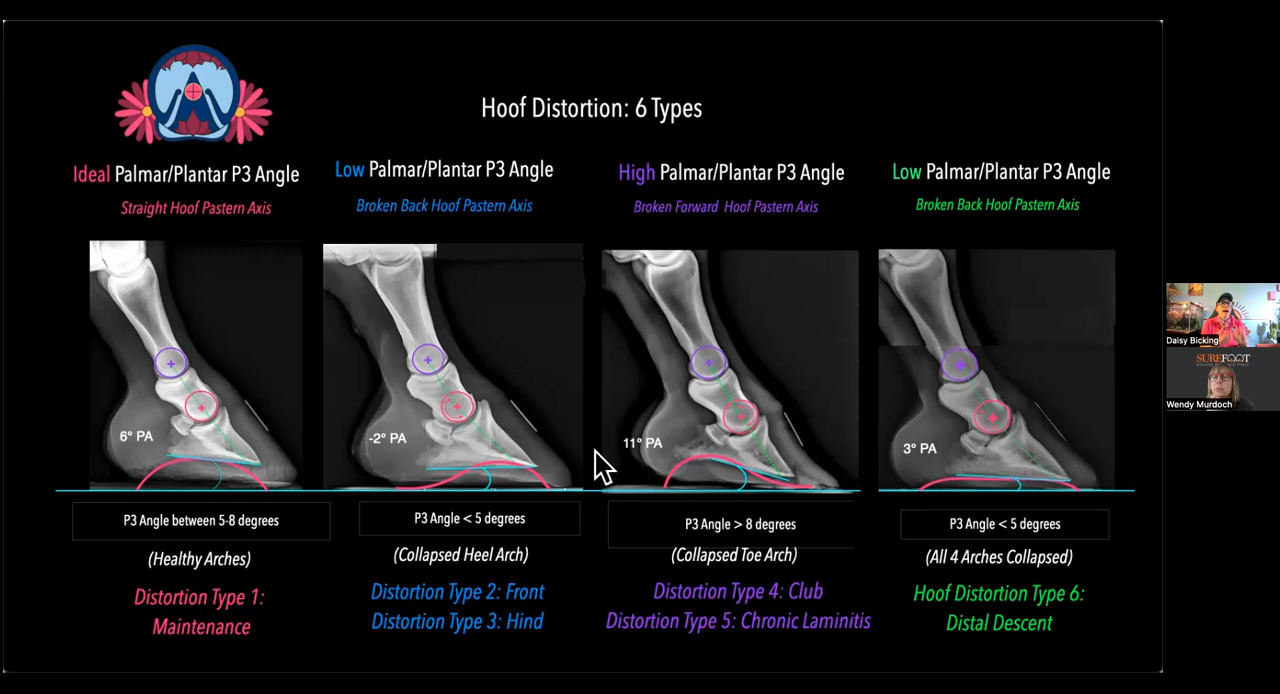 Hoof Distortion: 6 Types
Ideal Palmar/Plantar P3 Angle
Straight Hoof Pastern Axis
6° PA
P3 Angle between 5-8 degrees
(Healthy Arches)
Distortion Type 1:
Maintenance
Low Palmar/Plantar P3 Angle
Broken Back Hoof Pastern Axis
-2° PA
P3 Angle < 5 degrees
(Collapsed Heel Arch)
Distortion Type 2: Front
Distortion Type 3: Hind
High Palmar/Plantar P3 Angle
Broken Forward Hoof Pastern Axis
11° PA
P3 Angle > 8 degrees
(Collapsed Toe Arch)
Distortion Type 4: Club
Distortion Type 5: Chronic Laminitis
Low Palmar/Plantar P3 Angle
Broken Back Hoof Pastern Axis
3° PA
P3 Angle < 5 degrees
(All 4 Arches Collapsed)
Hoof Distortion Type 6:
Distal Descent
Daisy Bicking
SUREFOOT
Wendy Murdoch